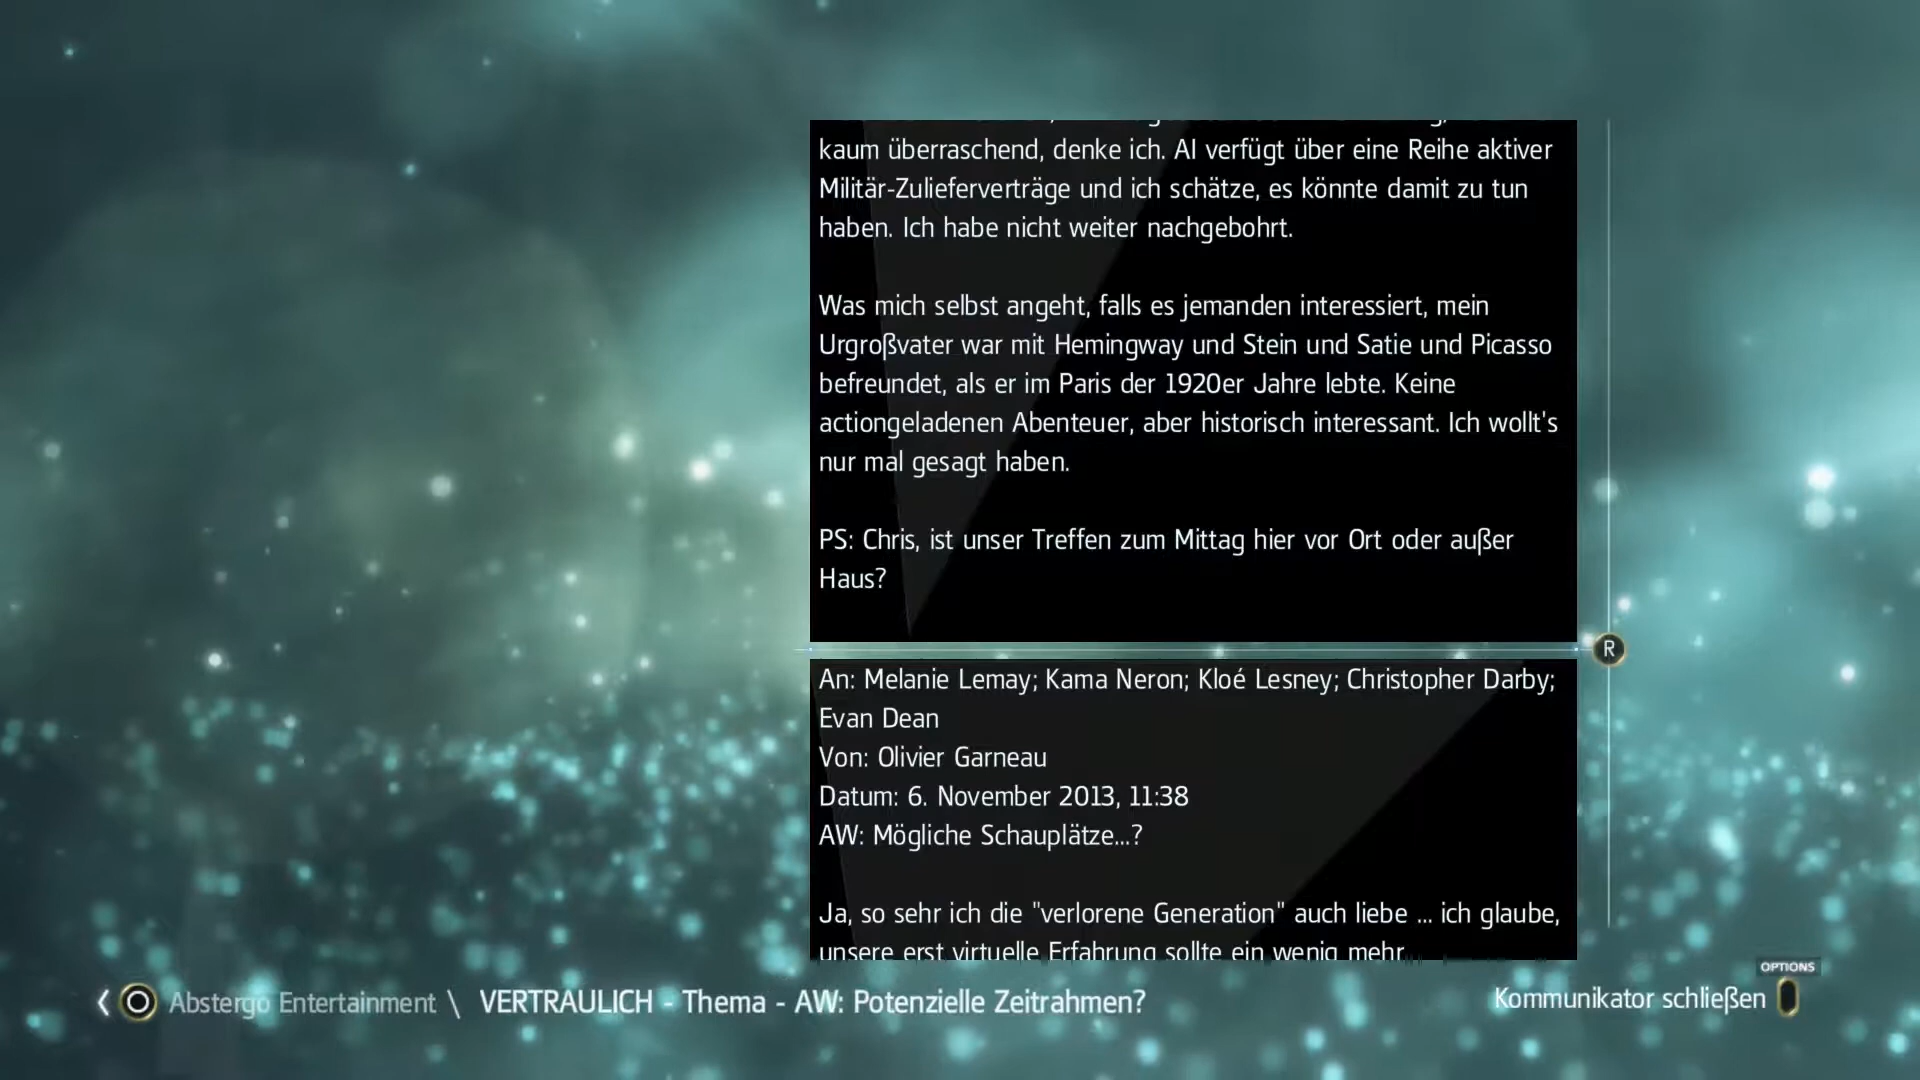 kaum überraschend, denke ich. AI verfügt über eine Reihe aktiver
Militär-Zulieferverträge und ich schätze, es könnte damit zu tun
haben. Ich habe nicht weiter nachgebohrt.
Was mich selbst angeht, falls es jemanden interessiert, mein
Urgroßvater war mit Hemingway und Stein und Satie und Picasso
befreundet, als er im Paris der 1920er Jahre lebte. Keine
actiongeladenen Abenteuer, aber historisch interessant. Ich wollt's
nur mal gesagt haben.
PS: Chris, ist unser Treffen zum Mittag hier vor Ort oder außer
Haus?
R
An: Melanie Lemay; Kama Neron; Kloé Lesney; Christopher Darby;
Evan Dean
Von: Olivier Garneau
Datum: 6. November 2013, 11:38
AW: Mögliche Schauplätze...?
Ja, so sehr ich die "verlorene Generation" auch liebe ... ich glaube,
unsere erst virtuelle Erfahrung sollte ein wenig mehr
Abstergo Entertainment \ VERTRAULICH - Thema - AW: Potenzielle Zeitrahmen?
OPTIONS
Kommunikator schließen